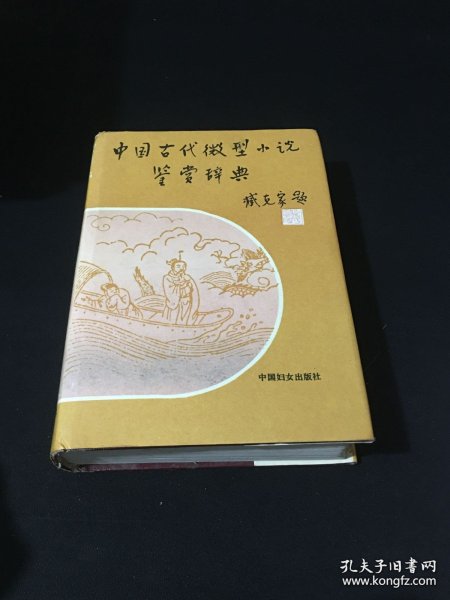 中国古代微型小说
鉴赏辞典
臧克家题
中国妇女出版社
孔夫子旧书网
www.kongfz.com